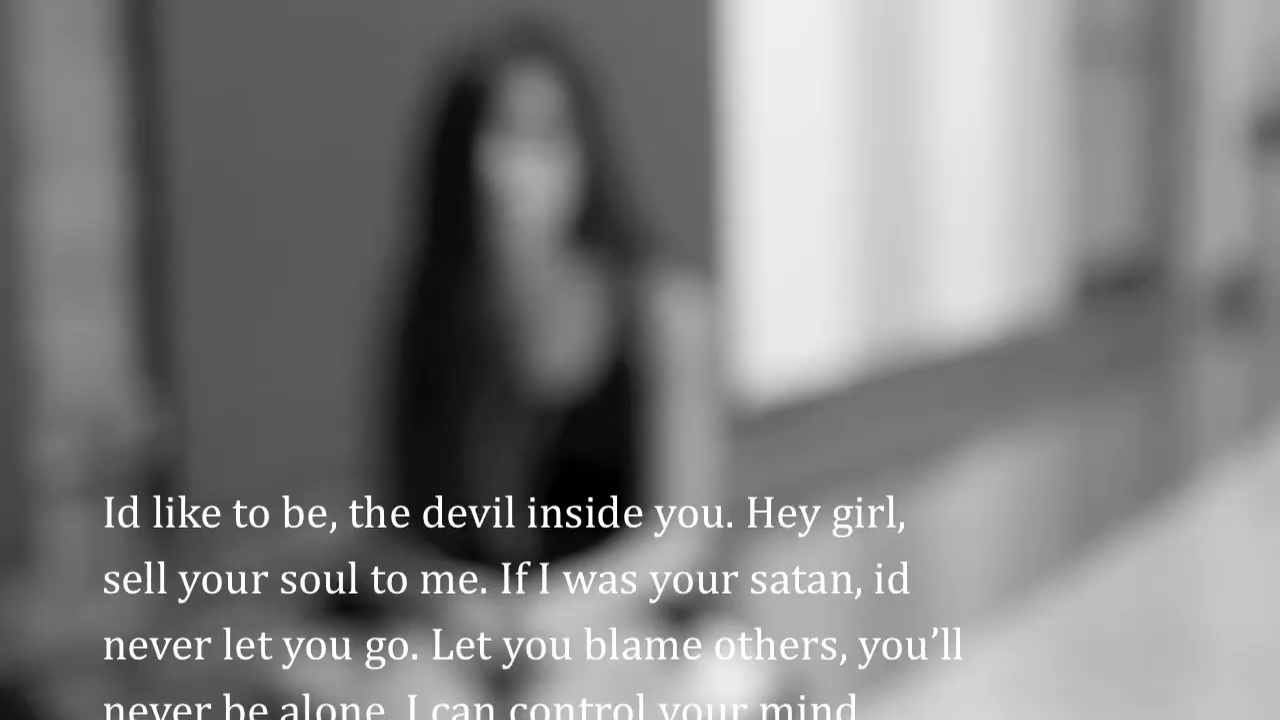 Id like to be, the devil inside you. Hey girl,
sell your soul to me. If I was your satan, id
never let you go. Let you blame others, you’ll
never be alone. I can control your mind